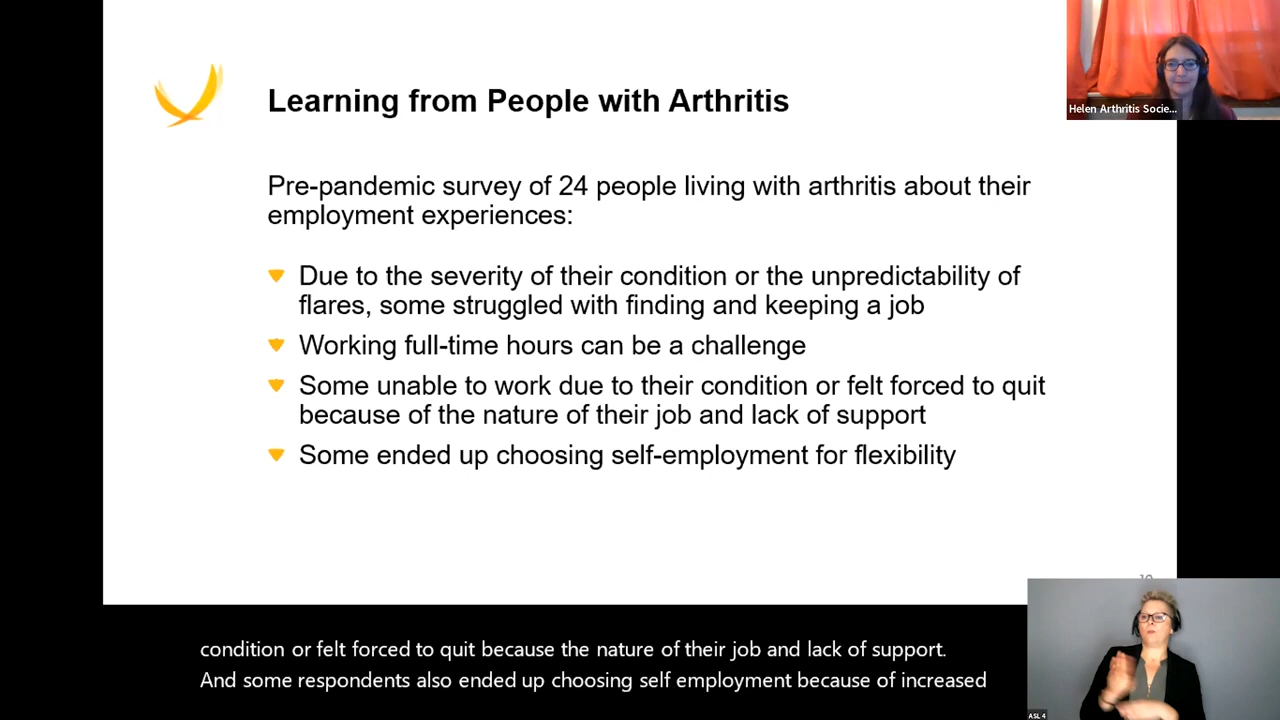 Learning from People with Arthritis
Helen Arthritis Socie...
Pre-pandemic survey of 24 people living with arthritis about their
employment experiences:
Due to the severity of their condition or the unpredictability of
flares, some struggled with finding and keeping a job
Working full-time hours can be a challenge
Some unable to work due to their condition or felt forced to quit
because of the nature of their job and lack of support
Some ended up choosing self-employment for flexibility
condition or felt forced to quit because the nature of their job and lack of support.
And some respondents also ended up choosing self employment because of increased
ASL 4